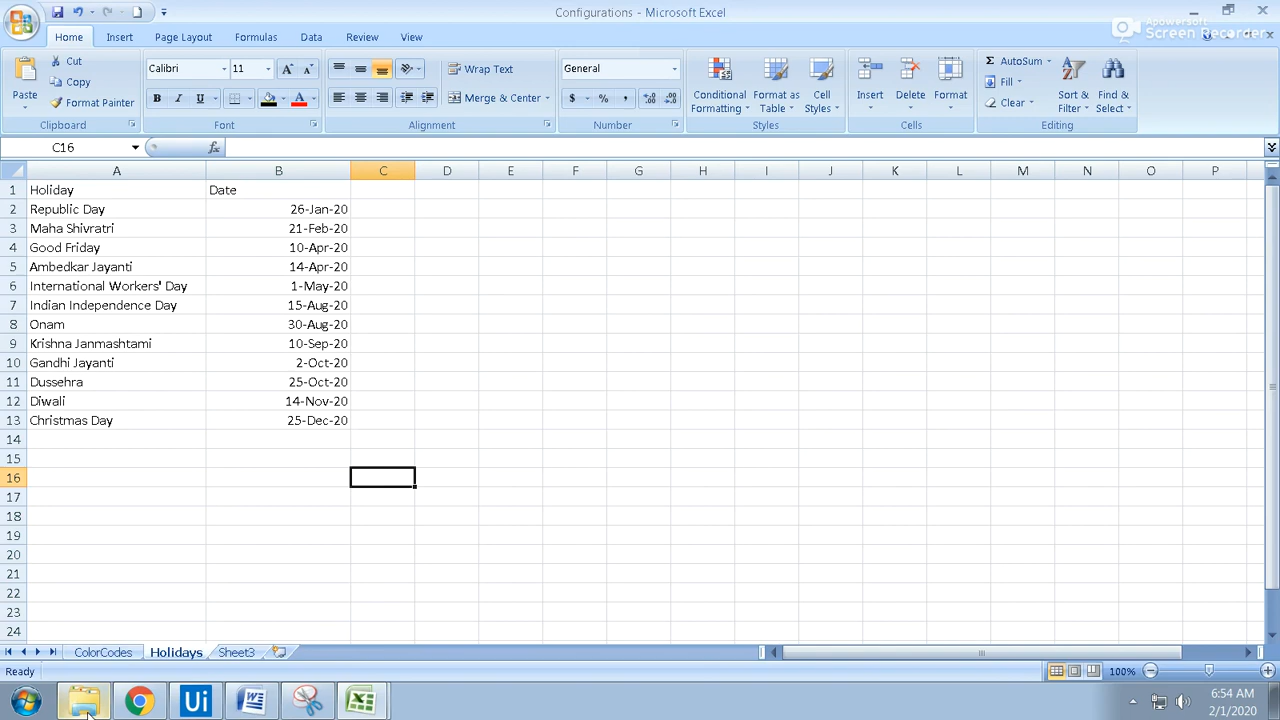 Configurations - Microsoft Excel
Apowersoft
Screen Recorder
Home Insert Page Layout Formulas Data Review View
Paste
Cut
Copy
Format Painter
Clipboard
Calibri 11
B I U
A
Font
Wrap Text
Merge & Center
Alignment
General
$ % ,
Number
Conditional Formatting
Format as Table
Cell Styles
Styles
Insert
Delete
Format
Cells
Σ AutoSum
Fill
Clear
Sort & Filter
Find & Select
Editing
C16 fx
A B C D E F G H I J K L M N O P
1 Holiday Date
2 Republic Day 26-Jan-20
3 Maha Shivratri 21-Feb-20
4 Good Friday 10-Apr-20
5 Ambedkar Jayanti 14-Apr-20
6 International Workers' Day 1-May-20
7 Indian Independence Day 15-Aug-20
8 Onam 30-Aug-20
9 Krishna Janmashtami 10-Sep-20
10 Gandhi Jayanti 2-Oct-20
11 Dussehra 25-Oct-20
12 Diwali 14-Nov-20
13 Christmas Day 25-Dec-20
14
15
16
17
18
19
20
21
22
23
24
ColorCodes Holidays Sheet3
Ready 100%
Ui
6:54 AM
2/1/2020